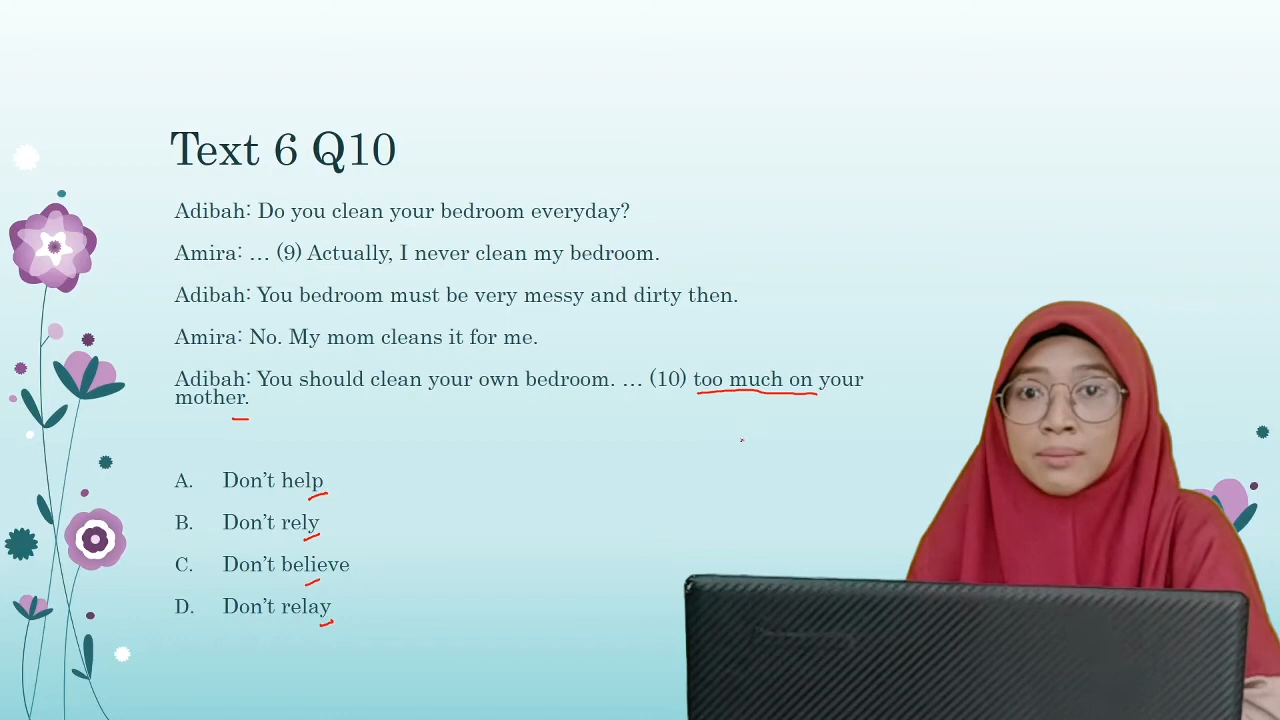 Text 6 Q10
Adibah: Do you clean your bedroom everyday?
Amira: … (9) Actually, I never clean my bedroom.
Adibah: You bedroom must be very messy and dirty then.
Amira: No. My mom cleans it for me.
Adibah: You should clean your own bedroom. … (10) too much on your
mother.
A. Don’t help
B. Don’t rely
C. Don’t believe
D. Don’t relay